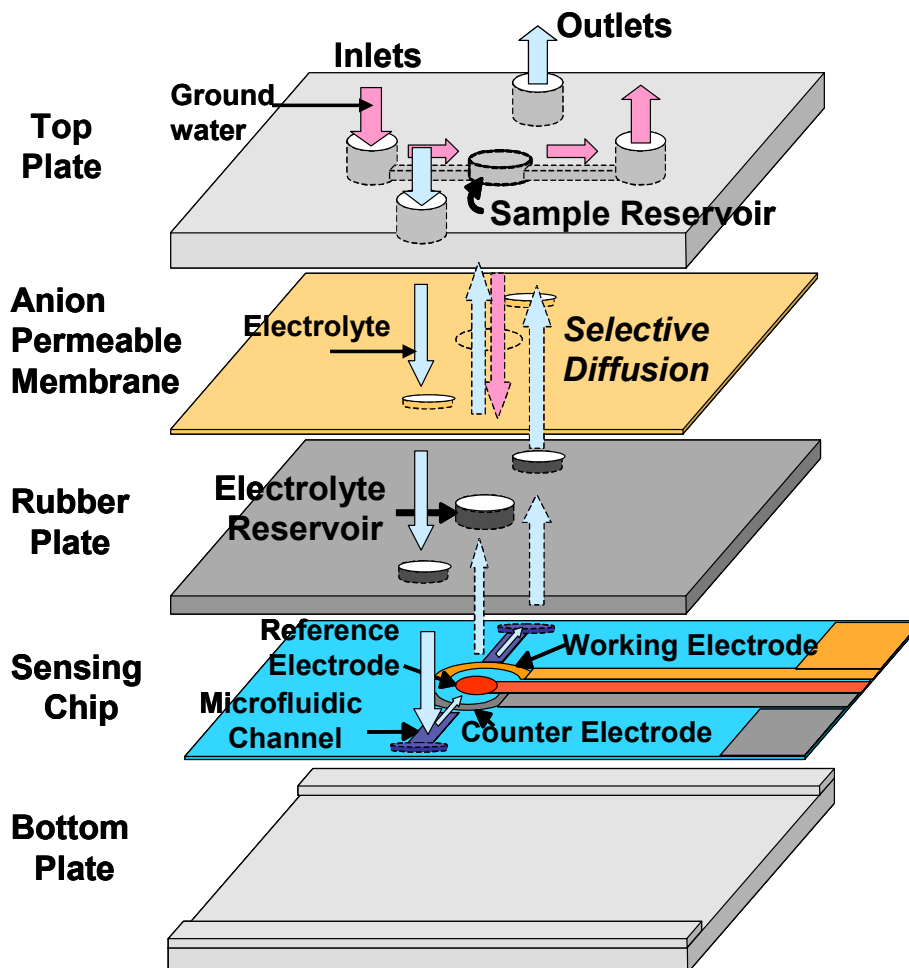 Outlets
Inlets
Ground
water
Top
Plate
Sample Reservoir
Anion
Permeable
Membrane
Electrolyte
Selective
Diffusion
Rubber
Plate
Electrolyte
Reservoir
Sensing
Chip
Reference
Electrode
Working Electrode
Microfluidic
Channel
Counter Electrode
Bottom
Plate